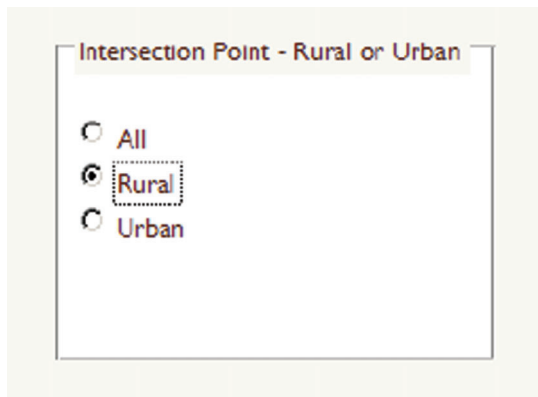 Intersection Point - Rural or Urban
All
Rural
Urban